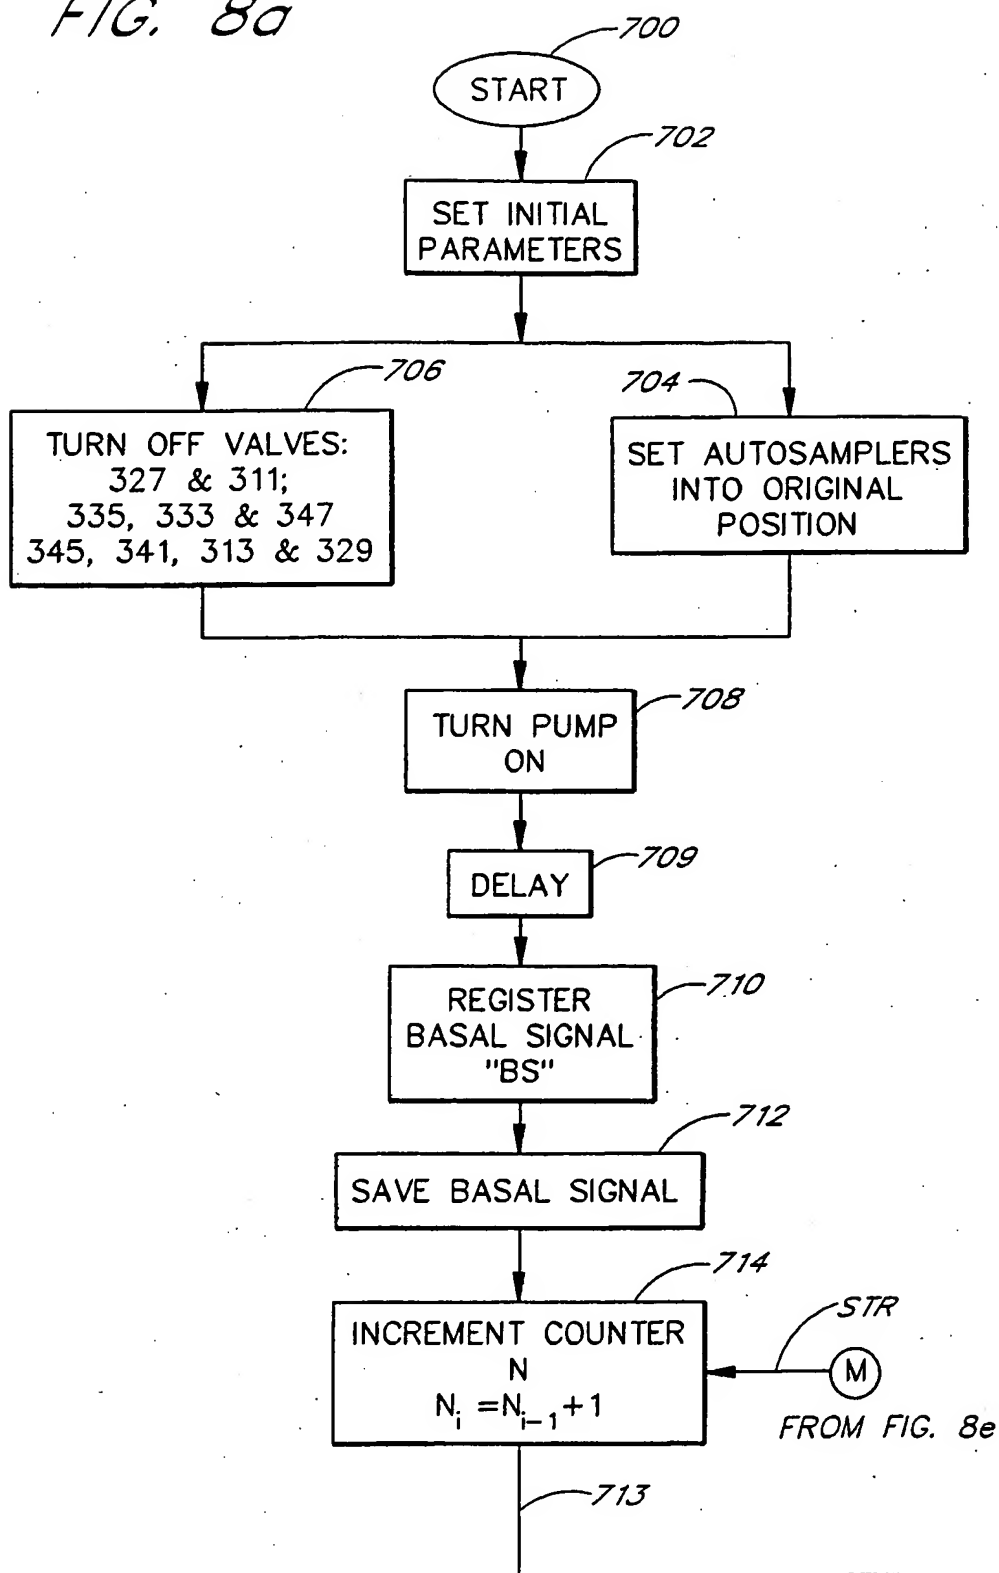 FIG. 8a
700
START
702
SET INITIAL
PARAMETERS
706
TURN OFF VALVES:
327 & 311;
335, 333 & 347
345, 341, 313 & 329
704
SET AUTOSAMPLERS
INTO ORIGINAL
POSITION
708
TURN PUMP
ON
709
DELAY
710
REGISTER
BASAL SIGNAL
"BS"
712
SAVE BASAL SIGNAL
714
INCREMENT COUNTER
N
N_i = N_{i-1} + 1
STR
M
FROM FIG. 8e
713